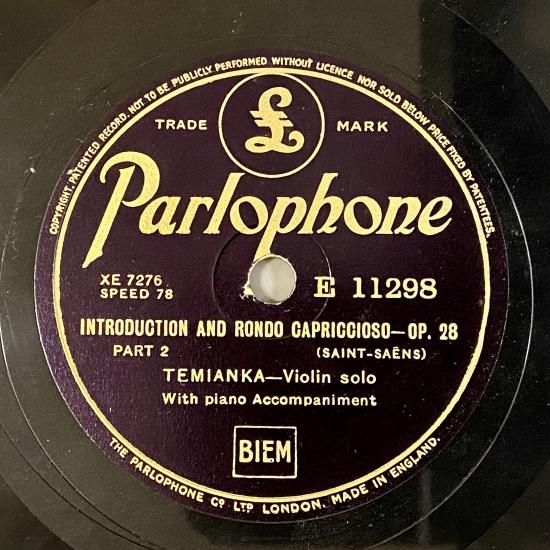 COPYRIGHT. PATENTED RECORD. NOT TO BE PUBLICLY PERFORMED WITHOUT LICENCE NOR SOLD BELOW PRICE FIXED BY PATENTEES.
£
TRADE MARK
Parlophone
XE 7276
SPEED 78
E 11298
INTRODUCTION AND RONDO CAPRICCIOSO—OP. 28
PART 2 (SAINT-SAËNS)
TEMIANKA—Violin solo
With piano Accompaniment
BIEM
THE PARLOPHONE Co LTD LONDON. MADE IN ENGLAND.